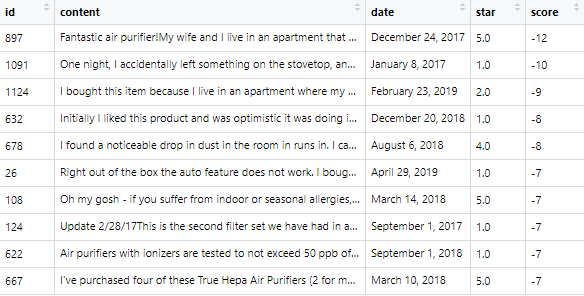 id content date star score
897 Fantastic air purifier!My wife and I live in an apartment that ... December 24, 2017 5.0 -12
1091 One night, I accidentally left something on the stovetop, an... January 8, 2017 1.0 -10
1124 I bought this item because I live in an apartment where my ... February 23, 2019 2.0 -9
632 Initially I liked this product and was optimistic it was doing i... December 20, 2018 1.0 -8
678 I found a noticeable drop in dust in the room in runs in. I ca... August 6, 2018 4.0 -8
26 Right out of the box the auto feature does not work. I boug... April 29, 2019 1.0 -7
108 Oh my gosh - if you suffer from indoor or seasonal allergies,... March 14, 2018 5.0 -7
124 Update 2/28/17This is the second filter set we have had in a... September 1, 2017 1.0 -7
622 Air purifiers with ionizers are tested to not exceed 50 ppb of... September 1, 2018 1.0 -7
667 I've purchased four of these True Hepa Air Purifiers (2 for m... March 10, 2018 5.0 -7